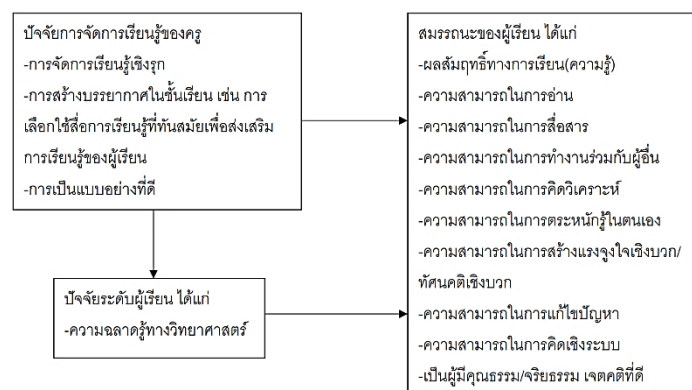 ปัจจัยการจัดการเรียนรู้ของครู
-การจัดการเรียนรู้เชิงรุก
-การสร้างบรรยากาศในชั้นเรียน เช่น การ
เลือกใช้สื่อการเรียนรู้ที่ทันสมัยเพื่อส่งเสริม
การเรียนรู้ของผู้เรียน
-การเป็นแบบอย่างที่ดี
ปัจจัยระดับผู้เรียน ได้แก่
-ความฉลาดรู้ทางวิทยาศาสตร์
สมรรถนะของผู้เรียน ได้แก่
-ผลสัมฤทธิ์ทางการเรียน(ความรู้)
-ความสามารถในการอ่าน
-ความสามารถในการสื่อสาร
-ความสามารถในการทำงานร่วมกับผู้อื่น
-ความสามารถในการคิดวิเคราะห์
-ความสามารถในการตระหนักรู้ในตนเอง
-ความสามารถในการสร้างแรงจูงใจเชิงบวก/
ทัศนคติเชิงบวก
-ความสามารถในการแก้ไขปัญหา
-ความสามารถในการคิดเชิงระบบ
-เป็นผู้มีคุณธรรม/จริยธรรม เจตคติที่ดี